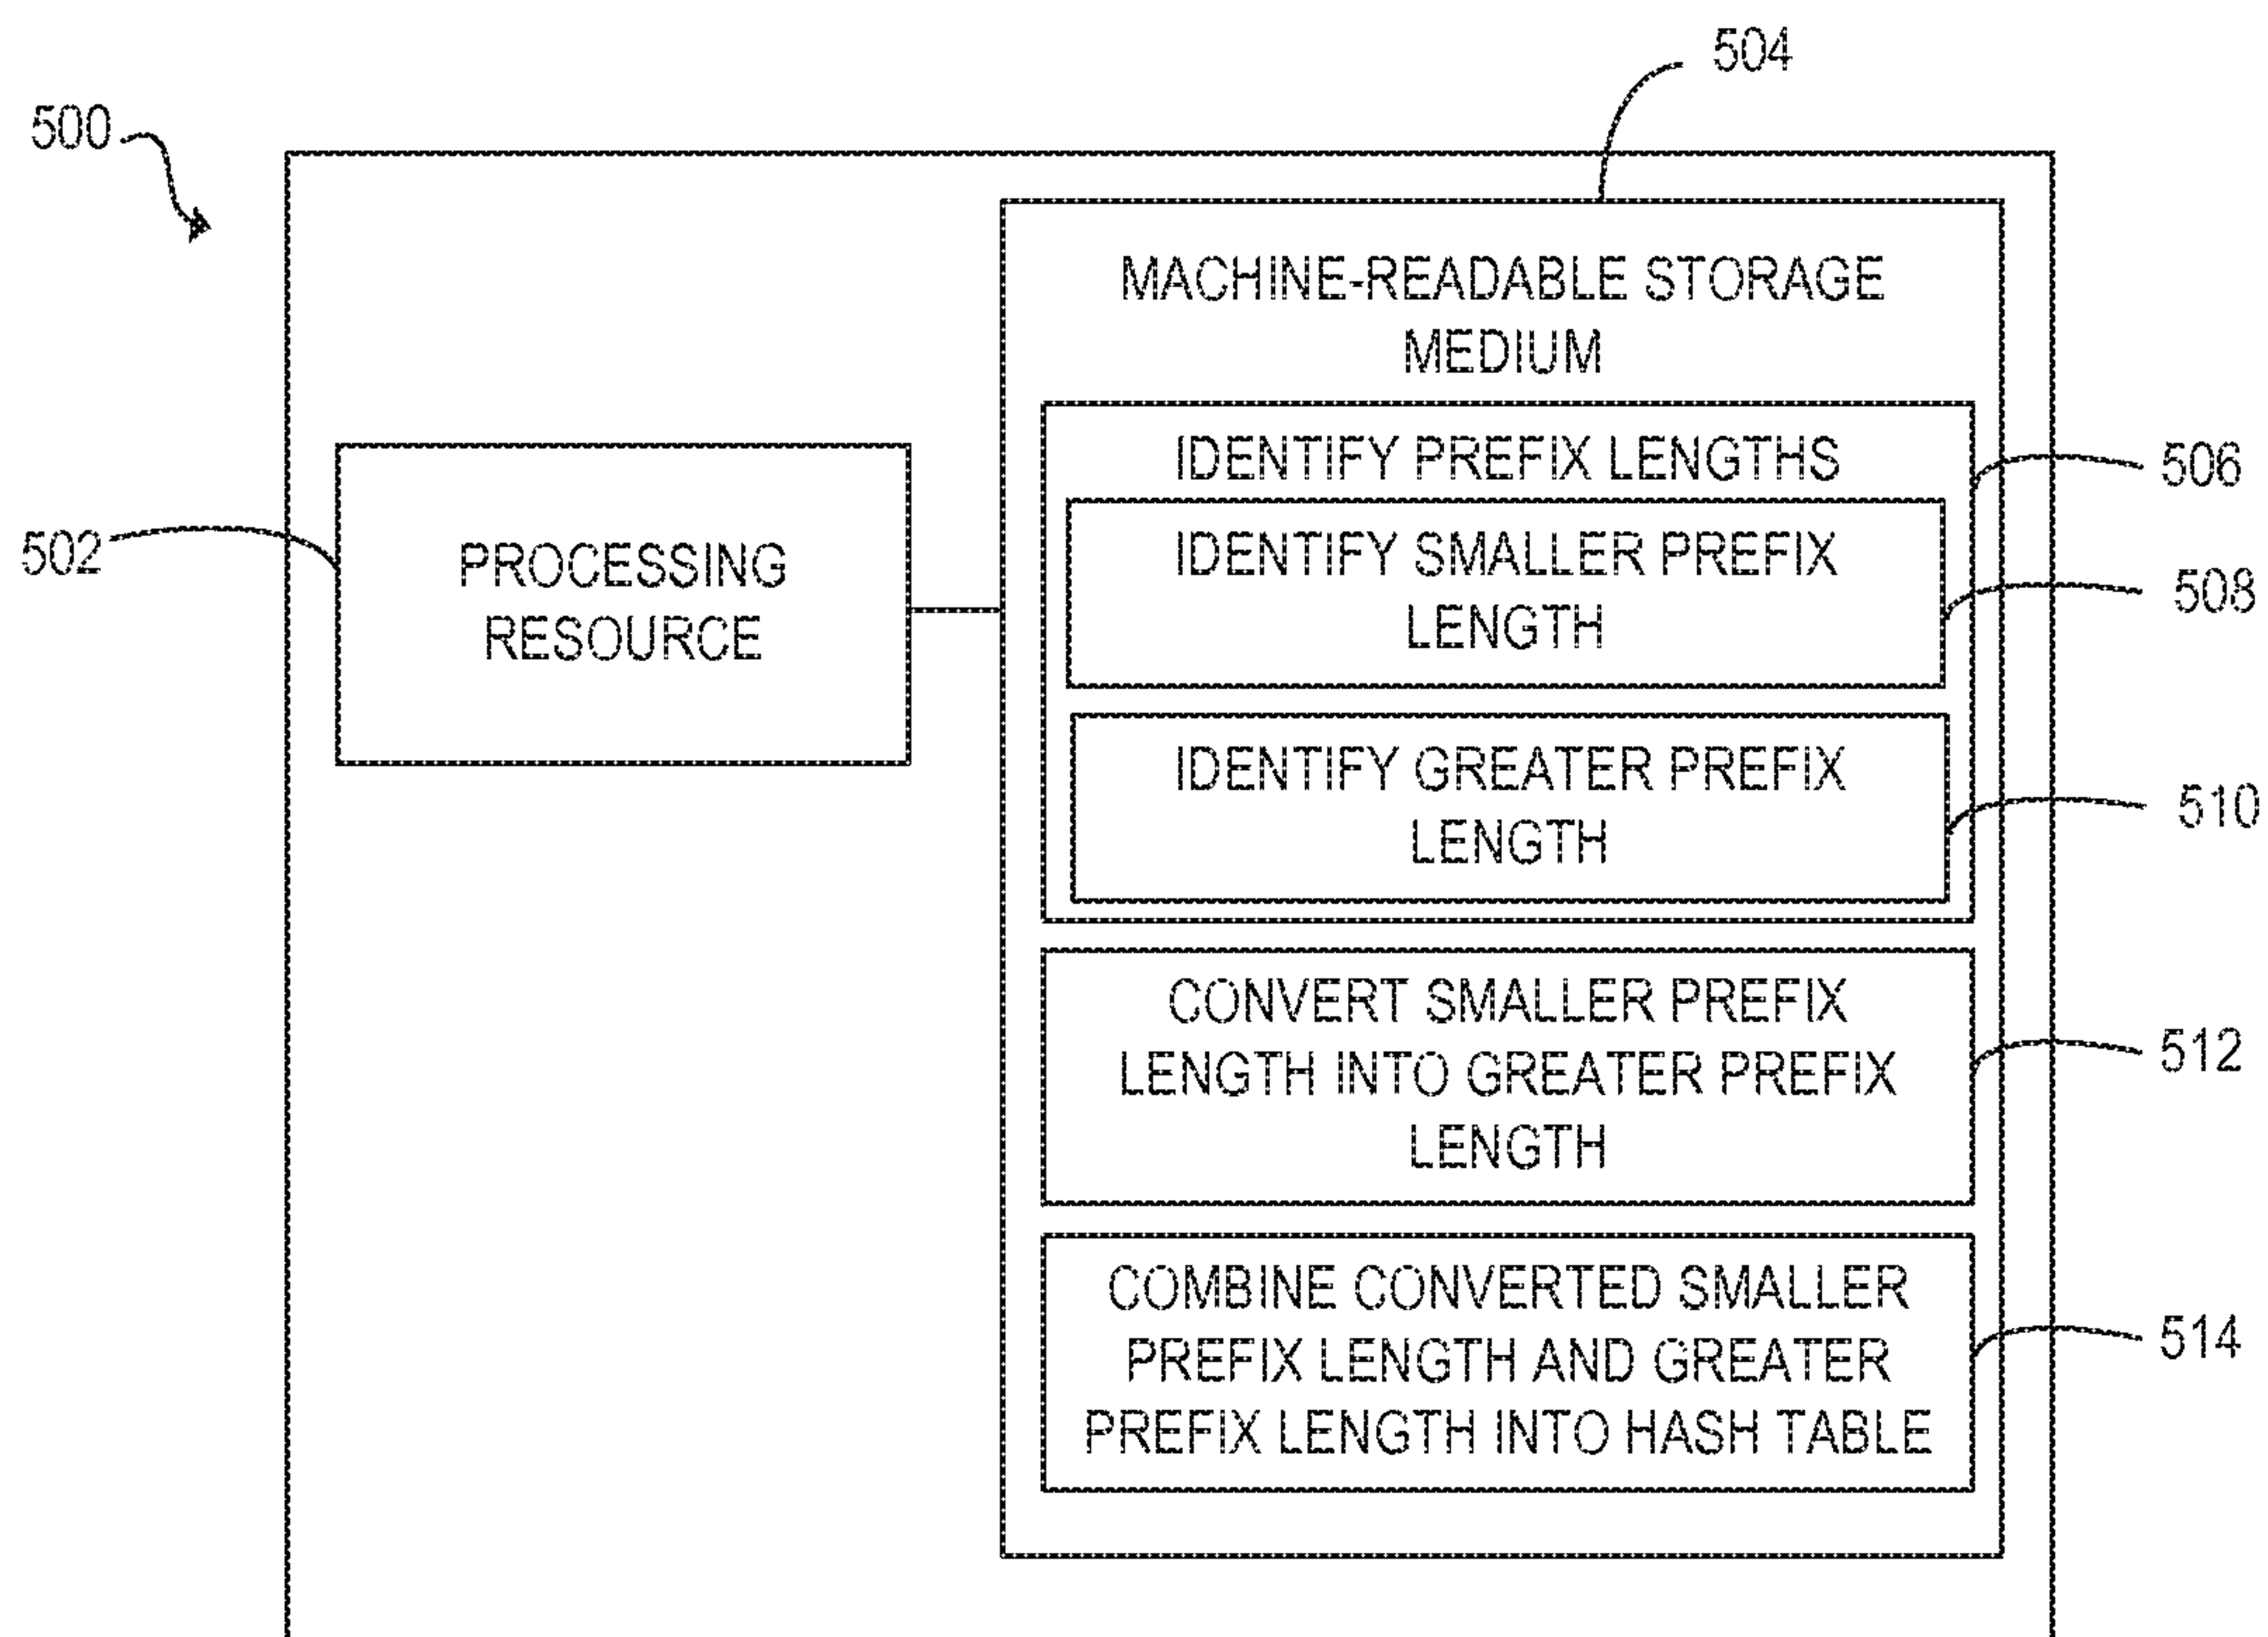 504
500
MACHINE-READABLE STORAGE
MEDIUM
IDENTIFY PREFIX LENGTHS
506
IDENTIFY SMALLER PREFIX
LENGTH
508
502
PROCESSING
RESOURCE
IDENTIFY GREATER PREFIX
LENGTH
510
CONVERT SMALLER PREFIX
LENGTH INTO GREATER PREFIX
LENGTH
512
COMBINE CONVERTED SMALLER
PREFIX LENGTH AND GREATER
PREFIX LENGTH INTO HASH TABLE
514